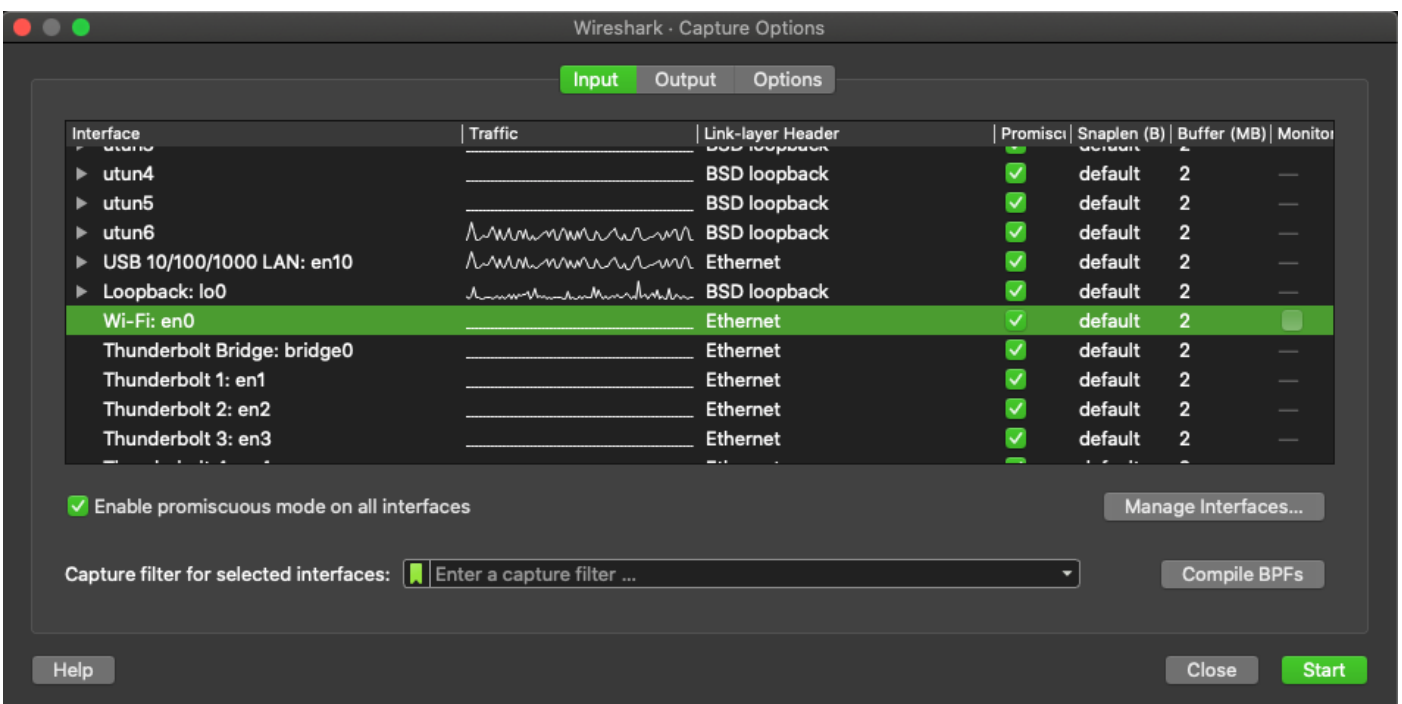 Wireshark · Capture Options
Input Output Options
Interface Traffic Link-layer Header Promiscu Snaplen (B) Buffer (MB) Monitor
utun4 BSD loopback default 2 —
utun5 BSD loopback default 2 —
utun6 BSD loopback default 2 —
USB 10/100/1000 LAN: en10 Ethernet default 2 —
Loopback: lo0 BSD loopback default 2 —
Wi-Fi: en0 Ethernet default 2
Thunderbolt Bridge: bridge0 Ethernet default 2 —
Thunderbolt 1: en1 Ethernet default 2 —
Thunderbolt 2: en2 Ethernet default 2 —
Thunderbolt 3: en3 Ethernet default 2 —
Enable promiscuous mode on all interfaces Manage Interfaces...
Capture filter for selected interfaces: Enter a capture filter ... Compile BPFs
Help Close Start